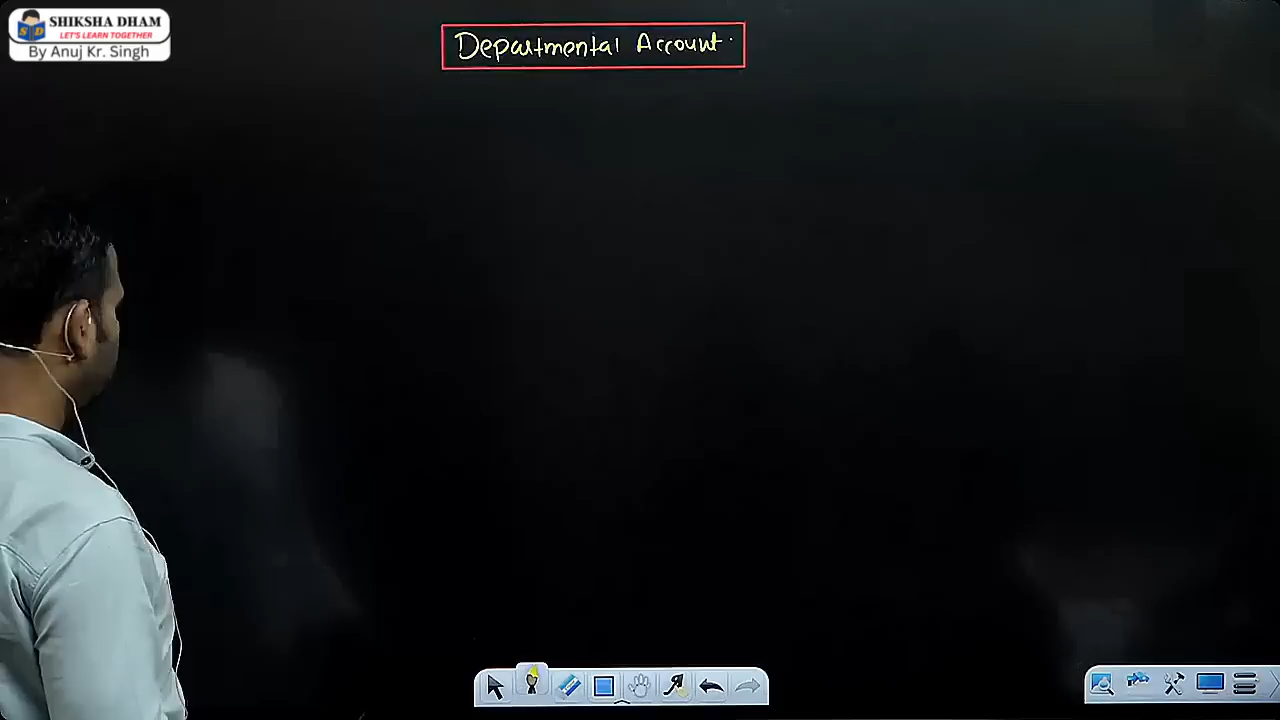 SHIKSHA DHAM
LET'S LEARN TOGETHER
By Anuj Kr. Singh
Departmental Account.